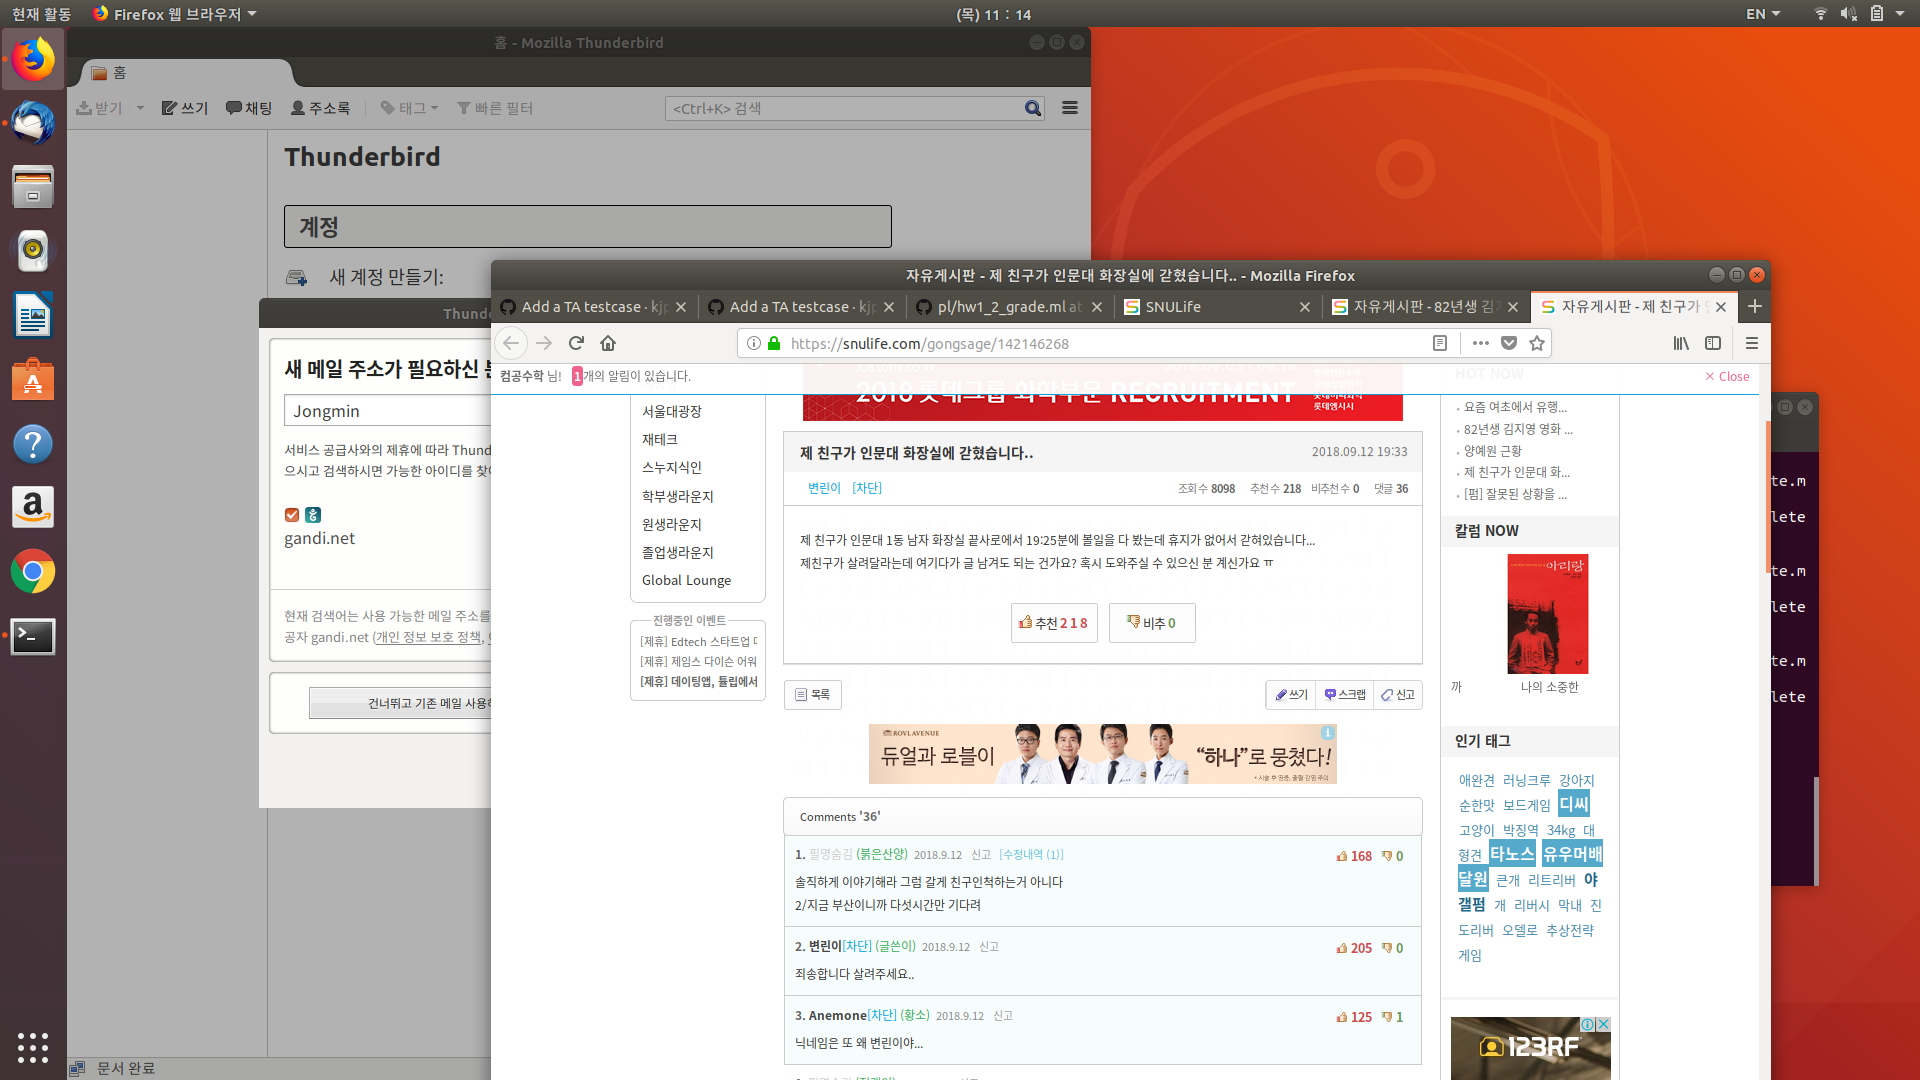 현재 활동
Firefox 웹 브라우저
(목) 11 : 14
EN
홈 - Mozilla Thunderbird
홈
받기
쓰기
채팅
주소록
태그
빠른 필터
<Ctrl+K> 검색
Thunderbird
계정
새 계정 만들기:
새 메일 주소가 필요하신
Jongmin
서비스 공급사와의 제휴에 따라 Thund
으시고 검색하시면 가능한 아이디를 찾
gandi.net
현재 검색어는 사용 가능한 메일 주소를
공자 gandi.net (개인 정보 보호 정책,
건너뛰고 기존 메일 사용
문서 완료
자유게시판 - 제 친구가 인문대 화장실에 갇혔습니다.. - Mozilla Firefox
Add a TA testcase · kjp
Add a TA testcase · kjp
pl/hw1_2_grade.ml at
SNULife
자유게시판 - 82년생 김지
자유게시판 - 제 친구가
https://snulife.com/gongsage/142146268
컴공수학 님! 1개의 알림이 있습니다.
× Close
2018 롯데그룹 화학부문 RECRUITMENT
롯데엠시시
HOT NOW
서울대광장
재테크
스누지식인
학부생라운지
원생라운지
졸업생라운지
Global Lounge
진행중인 이벤트
[제휴] Edtech 스타트업
[제휴] 제임스 다이슨 어워
[제휴] 데이팅앱, 튤립에서
제 친구가 인문대 화장실에 갇혔습니다..
2018.09.12 19:33
변린이 [차단]
조회 수 8098 추천 수 218 비추천 수 0 댓글 36
제 친구가 인문대 1동 남자 화장실 끝사로에서 19:25분에 볼일을 다 봤는데 휴지가 없어서 갇혀있습니다...
제친구가 살려달라는데 여기다가 글 남겨도 되는 건가요? 혹시 도와주실 수 있으신 분 계신가요 ㅠ
추천 218
비추 0
목록
쓰기
스크랩
신고
ROVL AVENUE
듀얼과 로블이
“하나”로 뭉쳤다!
Comments '36'
1. 필명숨김 (붉은산양) 2018.9.12 신고 [수정내역 (1)]
168 0
솔직하게 이야기해라 그럼 갈게 친구인척하는거 아니다
2/지금 부산이니까 다섯시간만 기다려
2. 변린이[차단] (글쓴이) 2018.9.12 신고
205 0
죄송합니다 살려주세요..
3. Anemone[차단] (황소) 2018.9.12 신고
125 1
닉네임은 또 왜 변린이야...
요즘 여초에서 유행...
82년생 김지영 영화 ...
양예원 근황
제 친구가 인문대 화...
[펌] 잘못된 상황을 ...
칼럼 NOW
아리랑
까
나의 소중한
인기 태그
애완견 러닝크루 강아지
순한맛 보드게임 디씨
고양이 박징역 34kg 대
형견 타노스 유우머배
달원 큰개 리트리버 야
갤펌 개 리버시 막내 진
도리버 오델로 추상전략
게임
123RF
te.m
lete
te.m
lete
te.m
lete